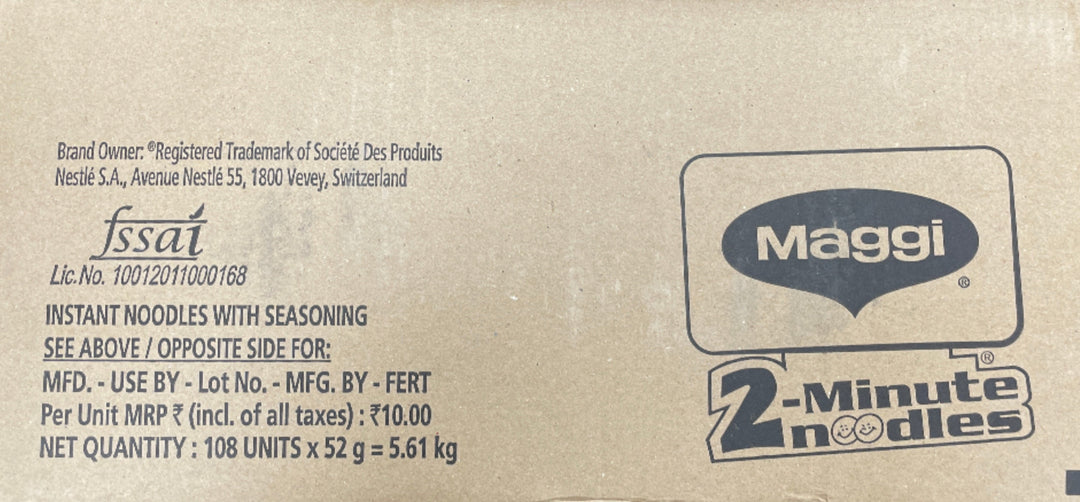 Brand Owner: ®Registered Trademark of Société Des Produits
Nestlé S.A., Avenue Nestlé 55, 1800 Vevey, Switzerland
fssai
Lic.No. 10012011000168
INSTANT NOODLES WITH SEASONING
SEE ABOVE / OPPOSITE SIDE FOR:
MFD. - USE BY - Lot No. - MFG. BY - FERT
Per Unit MRP ₹ (incl. of all taxes) : ₹10.00
NET QUANTITY : 108 UNITS x 52 g = 5.61 kg
Maggi
®
®
2-Minute
noodles